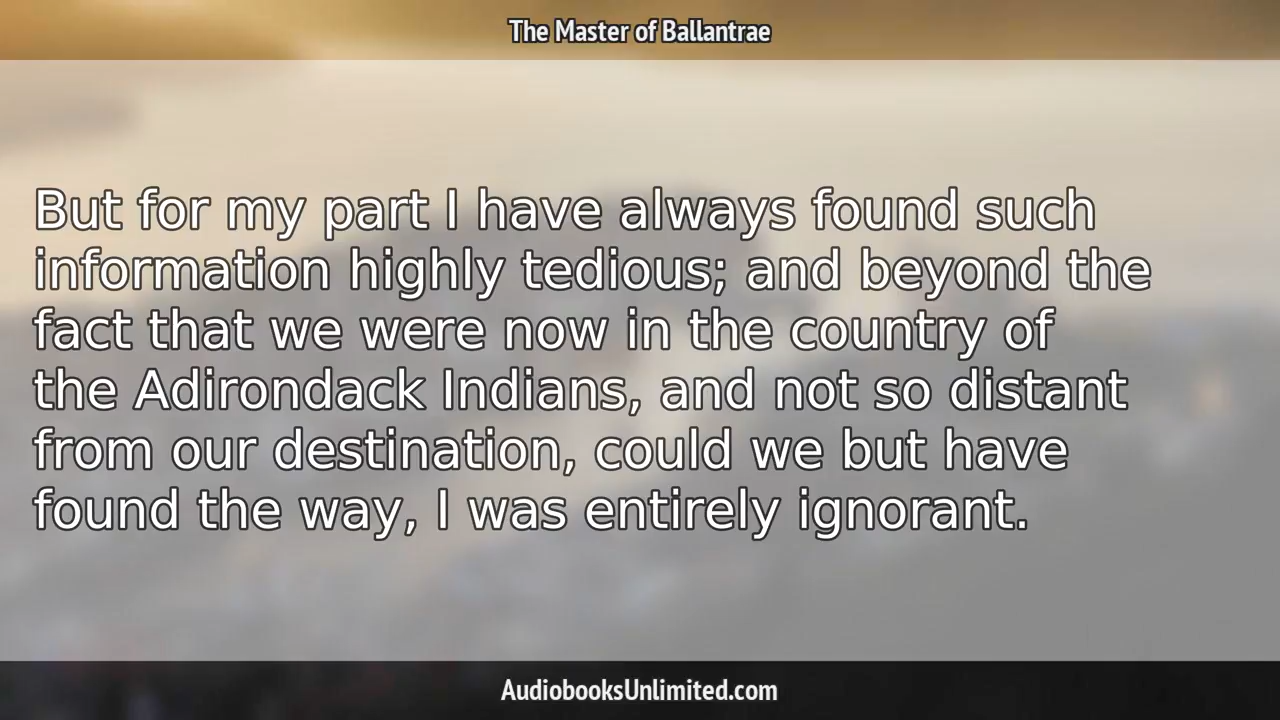 The Master of Ballantrae
But for my part I have always found such
information highly tedious; and beyond the
fact that we were now in the country of
the Adirondack Indians, and not so distant
from our destination, could we but have
found the way, I was entirely ignorant.
AudiobooksUnlimited.com